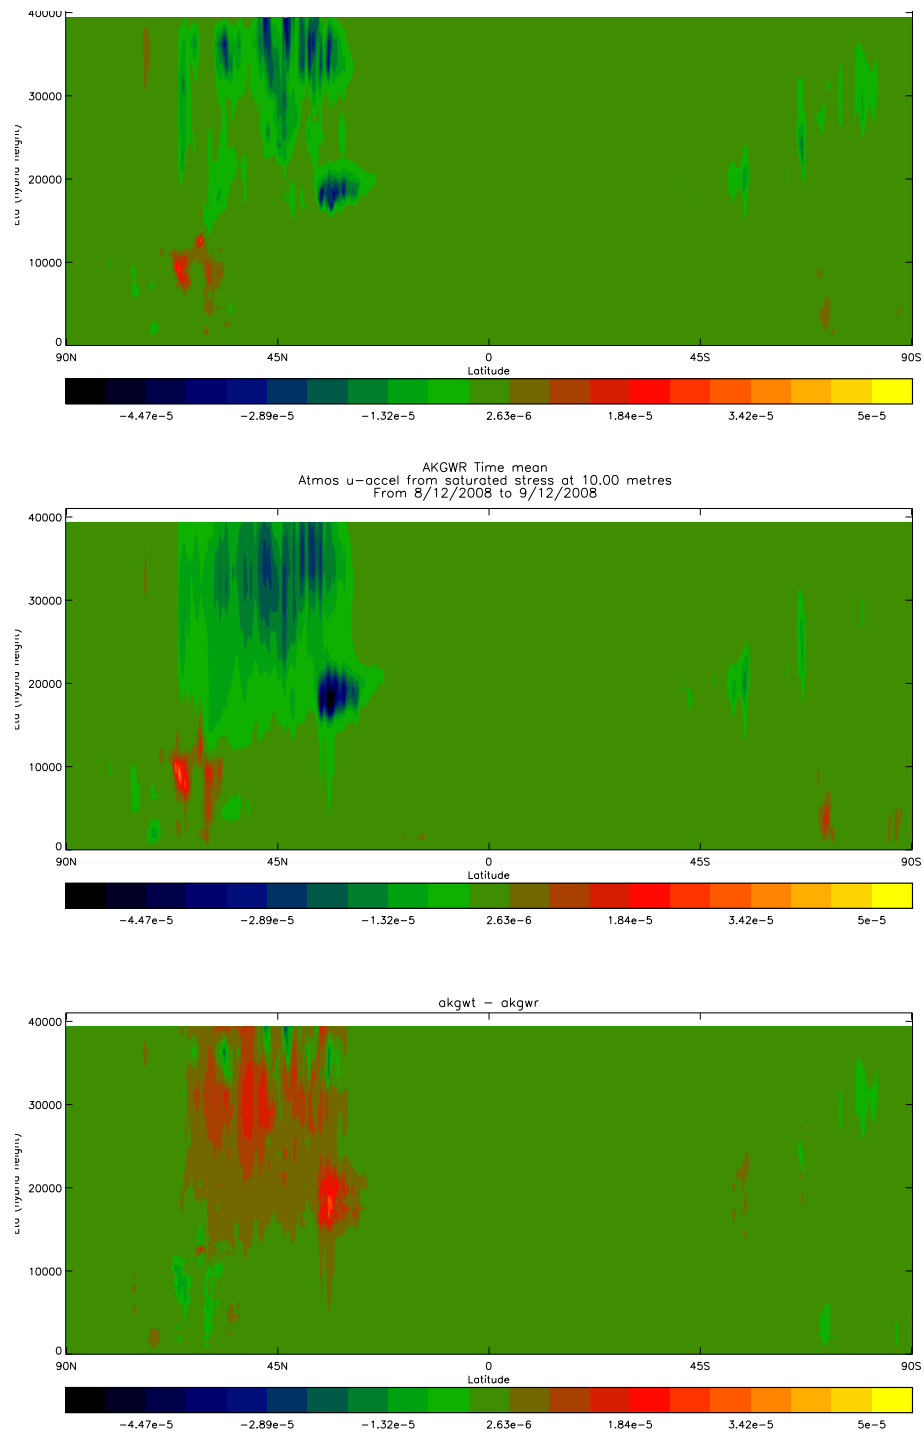 40000
30000
20000
10000
0
90N 45N 0 45S 90S
Latitude
−4.47e−5 −2.89e−5 −1.32e−5 2.63e−6 1.84e−5 3.42e−5 5e−5
AKGWR Time mean
Atmos u−accel from saturated stress at 10.00 metres
From 8/12/2008 to 9/12/2008
40000
30000
20000
10000
0
90N 45N 0 45S 90S
Latitude
−4.47e−5 −2.89e−5 −1.32e−5 2.63e−6 1.84e−5 3.42e−5 5e−5
akgwt − akgwr
40000
30000
20000
10000
0
90N 45N 0 45S 90S
Latitude
−4.47e−5 −2.89e−5 −1.32e−5 2.63e−6 1.84e−5 3.42e−5 5e−5